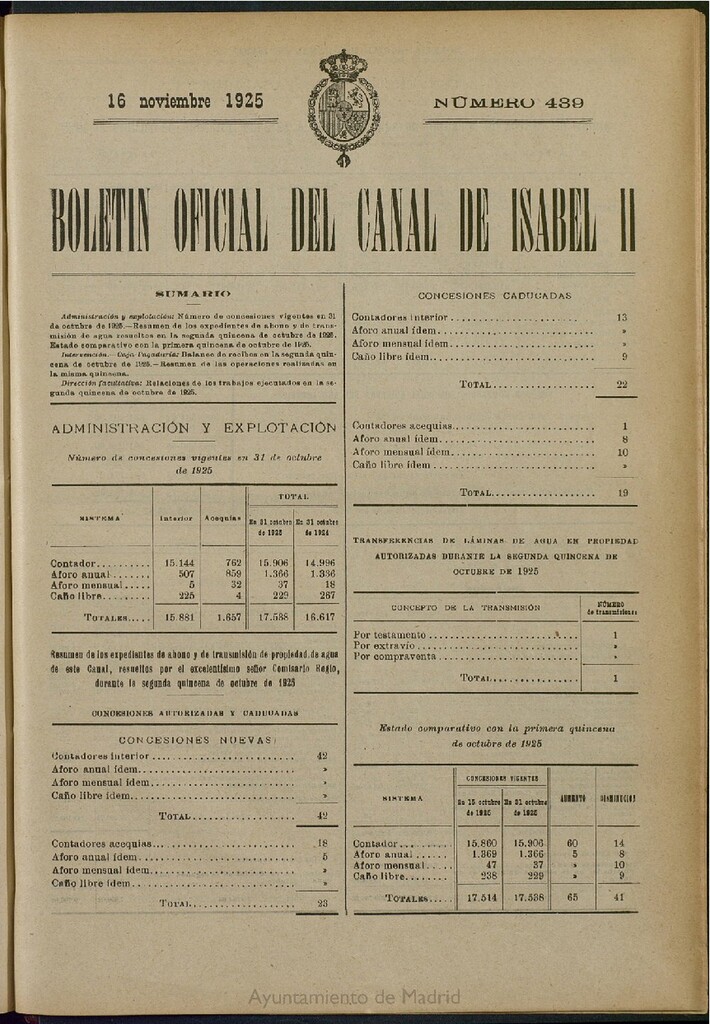 16 noviembre 1925
NÚMERO 439
BOLETIN OFICIAL DEL CANAL DE ISABEL II
SUMARIO
Administración y explotación: Número de concesiones vigentes en 31
de octubre de 1925.—Resumen de los expedientes de abono y de trans-
misión de agua resueltos en la segunda quincena de octubre de 1925.
Estado comparativo con la primera quincena de octubre de 1925.
Intervención.—Caja Pagaduría: Balance de recibos en la segunda quin-
cena de octubre de 1925.—Resumen de las operaciones realizadas en
la misma quincena.
Dirección facultativa: Relaciones de los trabajos ejecutados en la se-
gunda quincena de octubre de 1925.
ADMINISTRACIÓN Y EXPLOTACIÓN
Número de concesiones vigentes en 31 de octubre
de 1925
SISTEMA Interior Acequias TOTAL
En 31 octubre de 1925 En 31 octubre de 1924
Contador.......... 15.144 762 15.906 14.996
Aforo anual....... 507 859 1.366 1.336
Aforo mensual..... 5 32 37 18
Caño libre........ 225 4 229 267
TOTALES..... 15.881 1.657 17.538 16.617
Resumen de los expedientes de abono y de transmisión de propiedad de agua
de este Canal, resueltos por el excelentísimo señor Comisario Regio,
durante la segunda quincena de octubre de 1925
CONCESIONES AUTORIZADAS Y CADUCADAS
CONCESIONES NUEVAS
Contadores interior........................ 42
Aforo anual ídem........................... »
Aforo mensual ídem......................... »
Caño libre ídem............................ »
TOTAL................. 42
Contadores acequias........................ 18
Aforo anual ídem........................... 5
Aforo mensual ídem......................... »
Caño libre ídem............................ »
TOTAL................. 23
CONCESIONES CADUCADAS
Contadores interior........................ 13
Aforo anual ídem........................... »
Aforo mensual ídem......................... »
Caño libre ídem............................ 9
TOTAL................. 22
Contadores acequias........................ 1
Aforo anual ídem........................... 8
Aforo mensual ídem......................... 10
Caño libre ídem............................ »
TOTAL................. 19
TRANSFERENCIAS DE LÁMINAS DE AGUA EN PROPIEDAD
AUTORIZADAS DURANTE LA SEGUNDA QUINCENA DE
OCTUBRE DE 1925
CONCEPTO DE LA TRANSMISIÓN NÚMERO de transmisiones
Por testamento............................. 1
Por extravío............................... »
Por compraventa............................ »
TOTAL................. 1
Estado comparativo con la primera quincena
de octubre de 1925
SISTEMA CONCESIONES VIGENTES AUMENTO DISMINUCIÓN
En 15 octubre de 1925 En 31 octubre de 1925
Contador.......... 15.860 15.906 60 14
Aforo anual....... 1.369 1.366 5 8
Aforo mensual..... 47 37 » 10
Caño libre........ 238 229 » 9
TOTALES..... 17.514 17.538 65 41
Ayuntamiento de Madrid